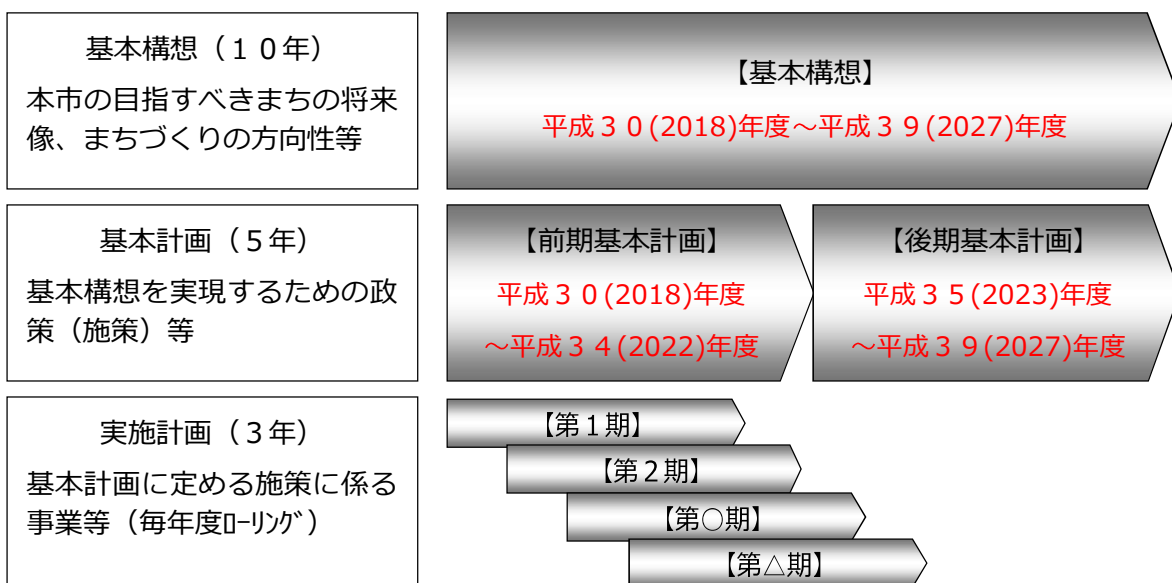 基本構想（１０年）
本市の目指すべきまちの将来
像、まちづくりの方向性等
【基本構想】
平成３０(2018)年度～平成３９(2027)年度
基本計画（５年）
基本構想を実現するための政
策（施策）等
【前期基本計画】
平成３０(2018)年度
～平成３４(2022)年度
【後期基本計画】
平成３５(2023)年度
～平成３９(2027)年度
実施計画（３年）
基本計画に定める施策に係る
事業等（毎年度ﾛｰﾘﾝｸﾞ）
【第１期】
【第２期】
【第○期】
【第△期】